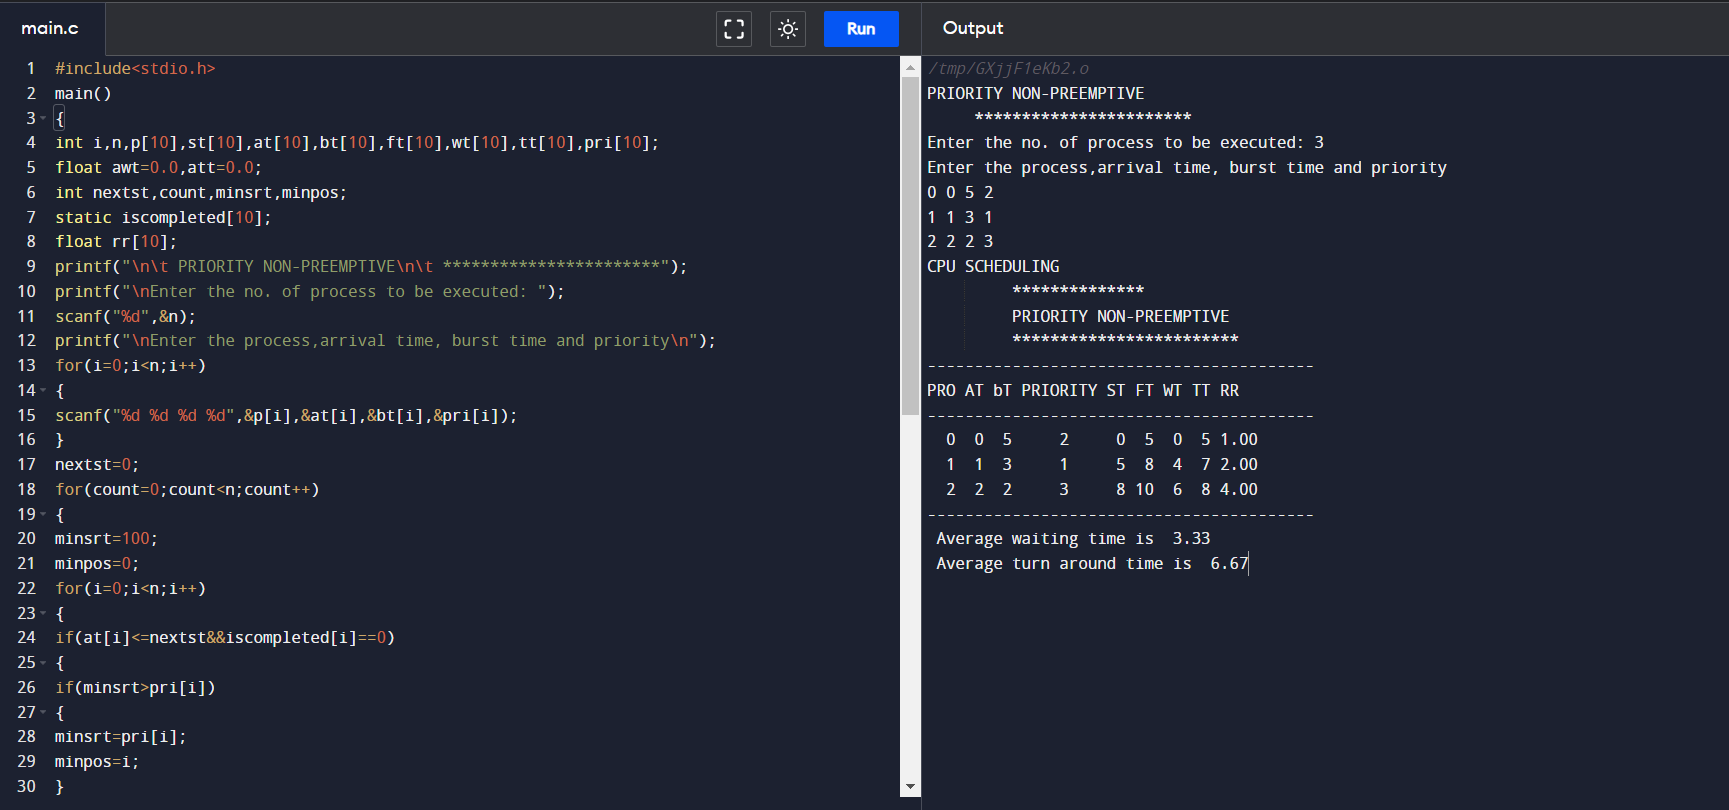 main.c
Run
1 #include<stdio.h>
2 main()
3 {
4 int i,n,p[10],st[10],at[10],bt[10],ft[10],wt[10],tt[10],pri[10];
5 float awt=0.0,att=0.0;
6 int nextst,count,minsrt,minpos;
7 static iscompleted[10];
8 float rr[10];
9 printf("\n\t PRIORITY NON-PREEMPTIVE\n\t ***********************");
10 printf("\nEnter the no. of process to be executed: ");
11 scanf("%d",&n);
12 printf("\nEnter the process,arrival time, burst time and priority\n");
13 for(i=0;i<n;i++)
14 {
15 scanf("%d %d %d %d",&p[i],&at[i],&bt[i],&pri[i]);
16 }
17 nextst=0;
18 for(count=0;count<n;count++)
19 {
20 minsrt=100;
21 minpos=0;
22 for(i=0;i<n;i++)
23 {
24 if(at[i]<=nextst&&iscompleted[i]==0)
25 {
26 if(minsrt>pri[i])
27 {
28 minsrt=pri[i];
29 minpos=i;
30 }
Output
/tmp/GXjjF1eKb2.o
PRIORITY NON-PREEMPTIVE
***********************
Enter the no. of process to be executed: 3
Enter the process,arrival time, burst time and priority
0 0 5 2
1 1 3 1
2 2 2 3
CPU SCHEDULING
**************
PRIORITY NON-PREEMPTIVE
************************
-----------------------------------------
PRO AT bT PRIORITY ST FT WT TT RR
-----------------------------------------
0 0 5 2 0 5 0 5 1.00
1 1 3 1 5 8 4 7 2.00
2 2 2 3 8 10 6 8 4.00
-----------------------------------------
Average waiting time is 3.33
Average turn around time is 6.67